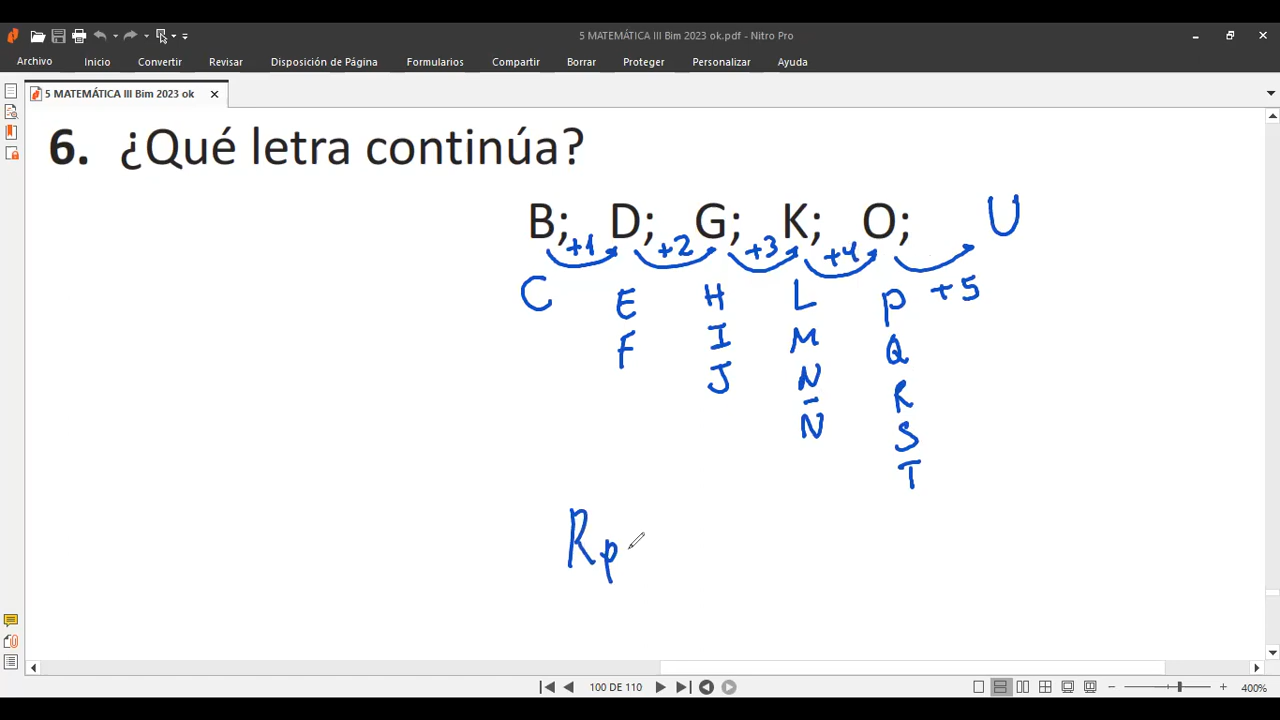 5 MATEMÁTICA III Bim 2023 ok.pdf - Nitro Pro
Archivo Inicio Convertir Revisar Disposición de Página Formularios Compartir Borrar Proteger Personalizar Ayuda
5 MATEMÁTICA III Bim 2023 ok
6. ¿Qué letra continúa?
B; D; G; K; O; U
+1 +2 +3 +4 +5
C E H L P
F I M Q
J N R
Ñ S
T
Rp
100 DE 110
400%